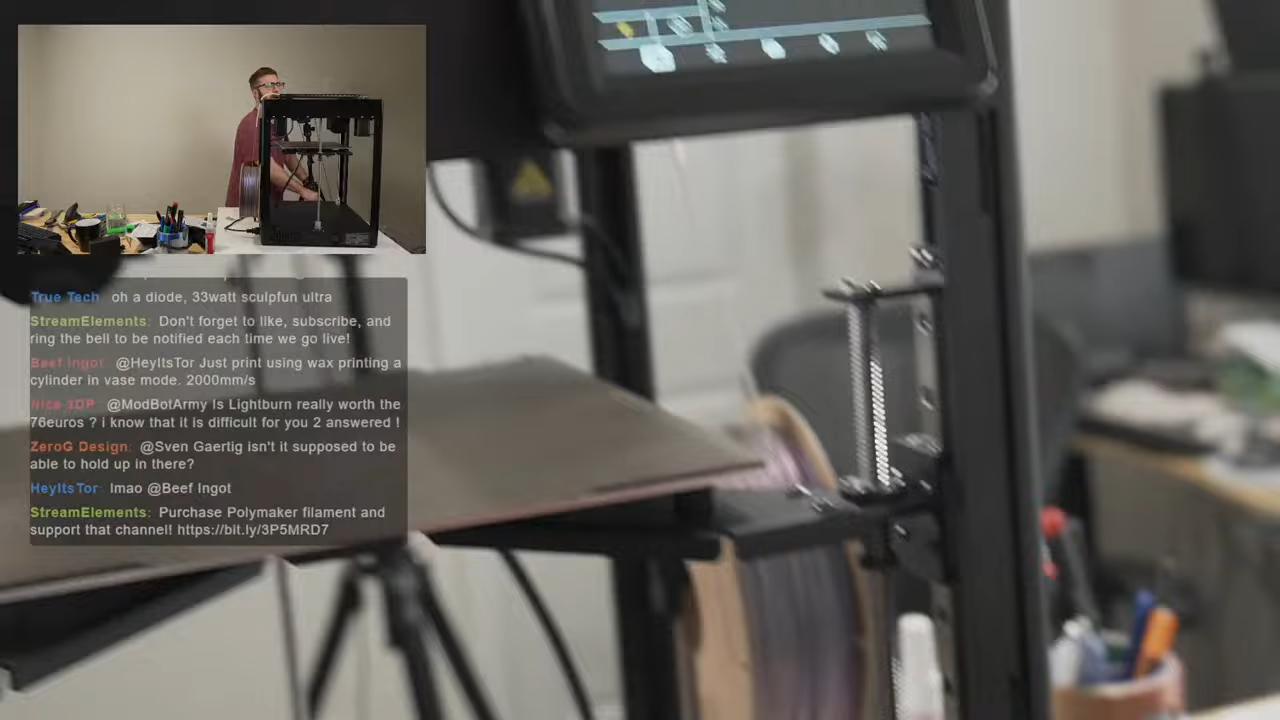 True Tech oh a diode, 33watt sculpfun ultra
StreamElements: Don't forget to like, subscribe, and
ring the bell to be notified each time we go live!
Beef Ingot @HeyItsTor Just print using wax printing a
cylinder in vase mode. 2000mm/s
Nice 3DP @ModBotArmy Is Lightburn really worth the
76euros ? i know that it is difficult for you 2 answered !
ZeroG Design: @Sven Gaertig isn't it supposed to be
able to hold up in there?
HeyItsTor lmao @Beef Ingot
StreamElements: Purchase Polymaker filament and
support that channel! https://bit.ly/3P5MRD7